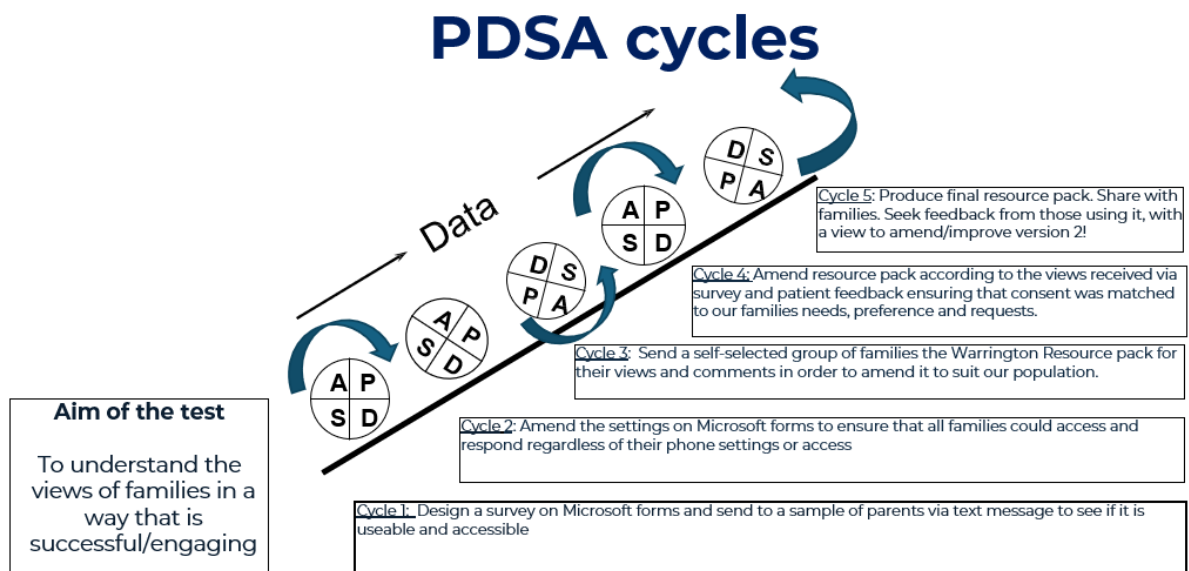 PDSA cycles
Data
D S
P A
A P
S D
D S
P A
A P
S D
A P
S D
Cycle 5: Produce final resource pack. Share with
families. Seek feedback from those using it, with
a view to amend/improve version 2!
Cycle 4: Amend resource pack according to the views received via
survey and patient feedback ensuring that consent was matched
to our families needs, preference and requests.
Cycle 3: Send a self-selected group of families the Warrington Resource pack for
their views and comments in order to amend it to suit our population.
Cycle 2: Amend the settings on Microsoft forms to ensure that all families could access and
respond regardless of their phone settings or access
Cycle 1: Design a survey on Microsoft forms and send to a sample of parents via text message to see if it is
useable and accessible
Aim of the test
To understand the
views of families in a
way that is
successful/engaging